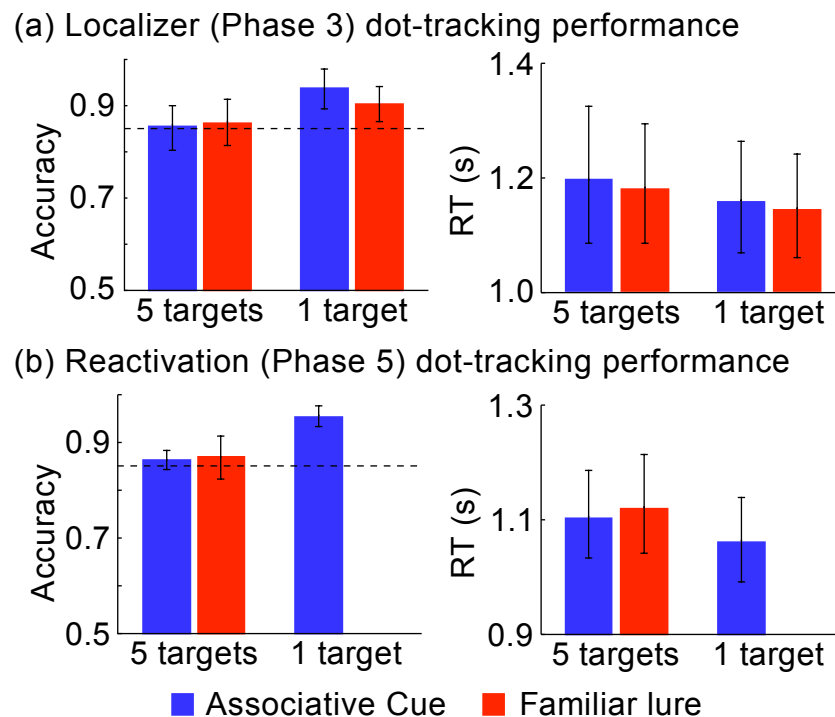 (a) Localizer (Phase 3) dot-tracking performance
Accuracy
0.9
0.7
0.5
5 targets
1 target
RT (s)
1.4
1.2
1.0
5 targets
1 target
(b) Reactivation (Phase 5) dot-tracking performance
Accuracy
0.9
0.7
0.5
5 targets
1 target
RT (s)
1.3
1.1
0.9
5 targets
1 target
Associative Cue
Familiar lure